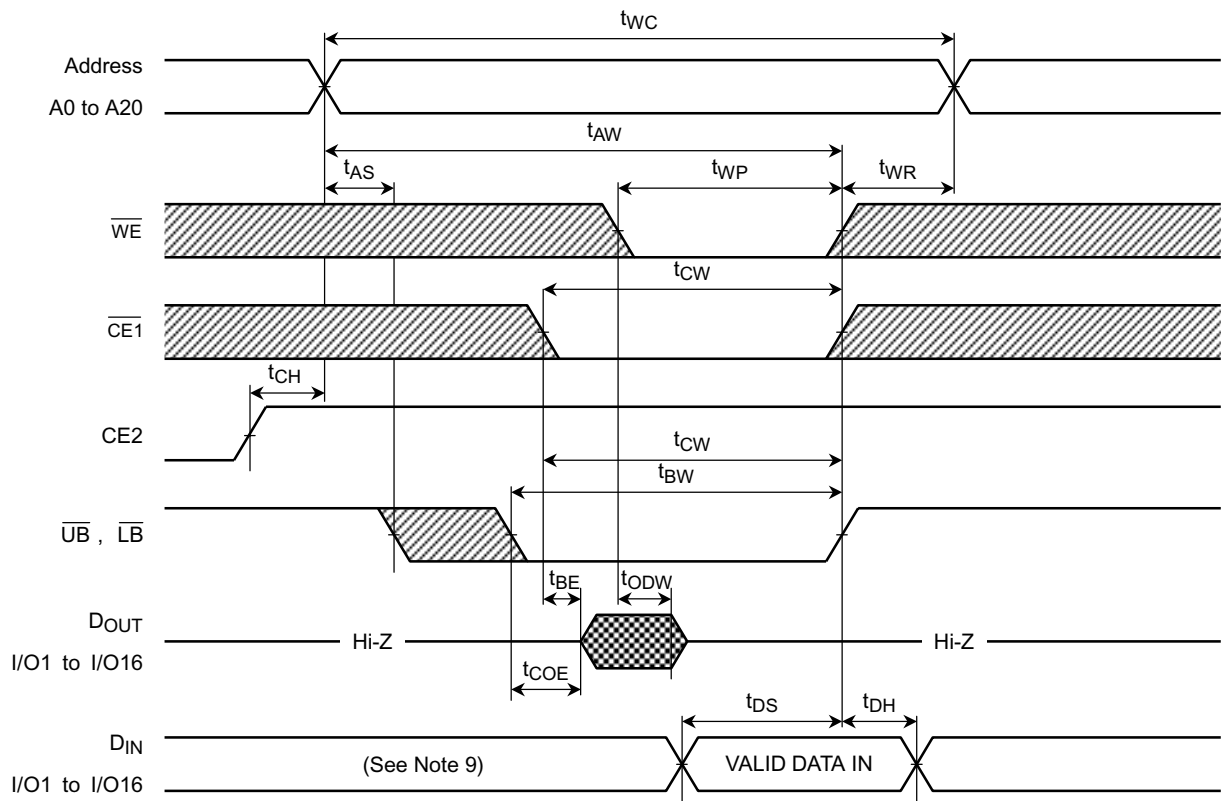 tWC
Address
A0 to A20
tAW
tAS
tWP
tWR
WE
tCW
CE1
tCH
CE2
tCW
tBW
UB , LB
tBE
tODW
DOUT
Hi-Z
Hi-Z
I/O1 to I/O16
tCOE
tDS
tDH
DIN
(See Note 9)
VALID DATA IN
I/O1 to I/O16